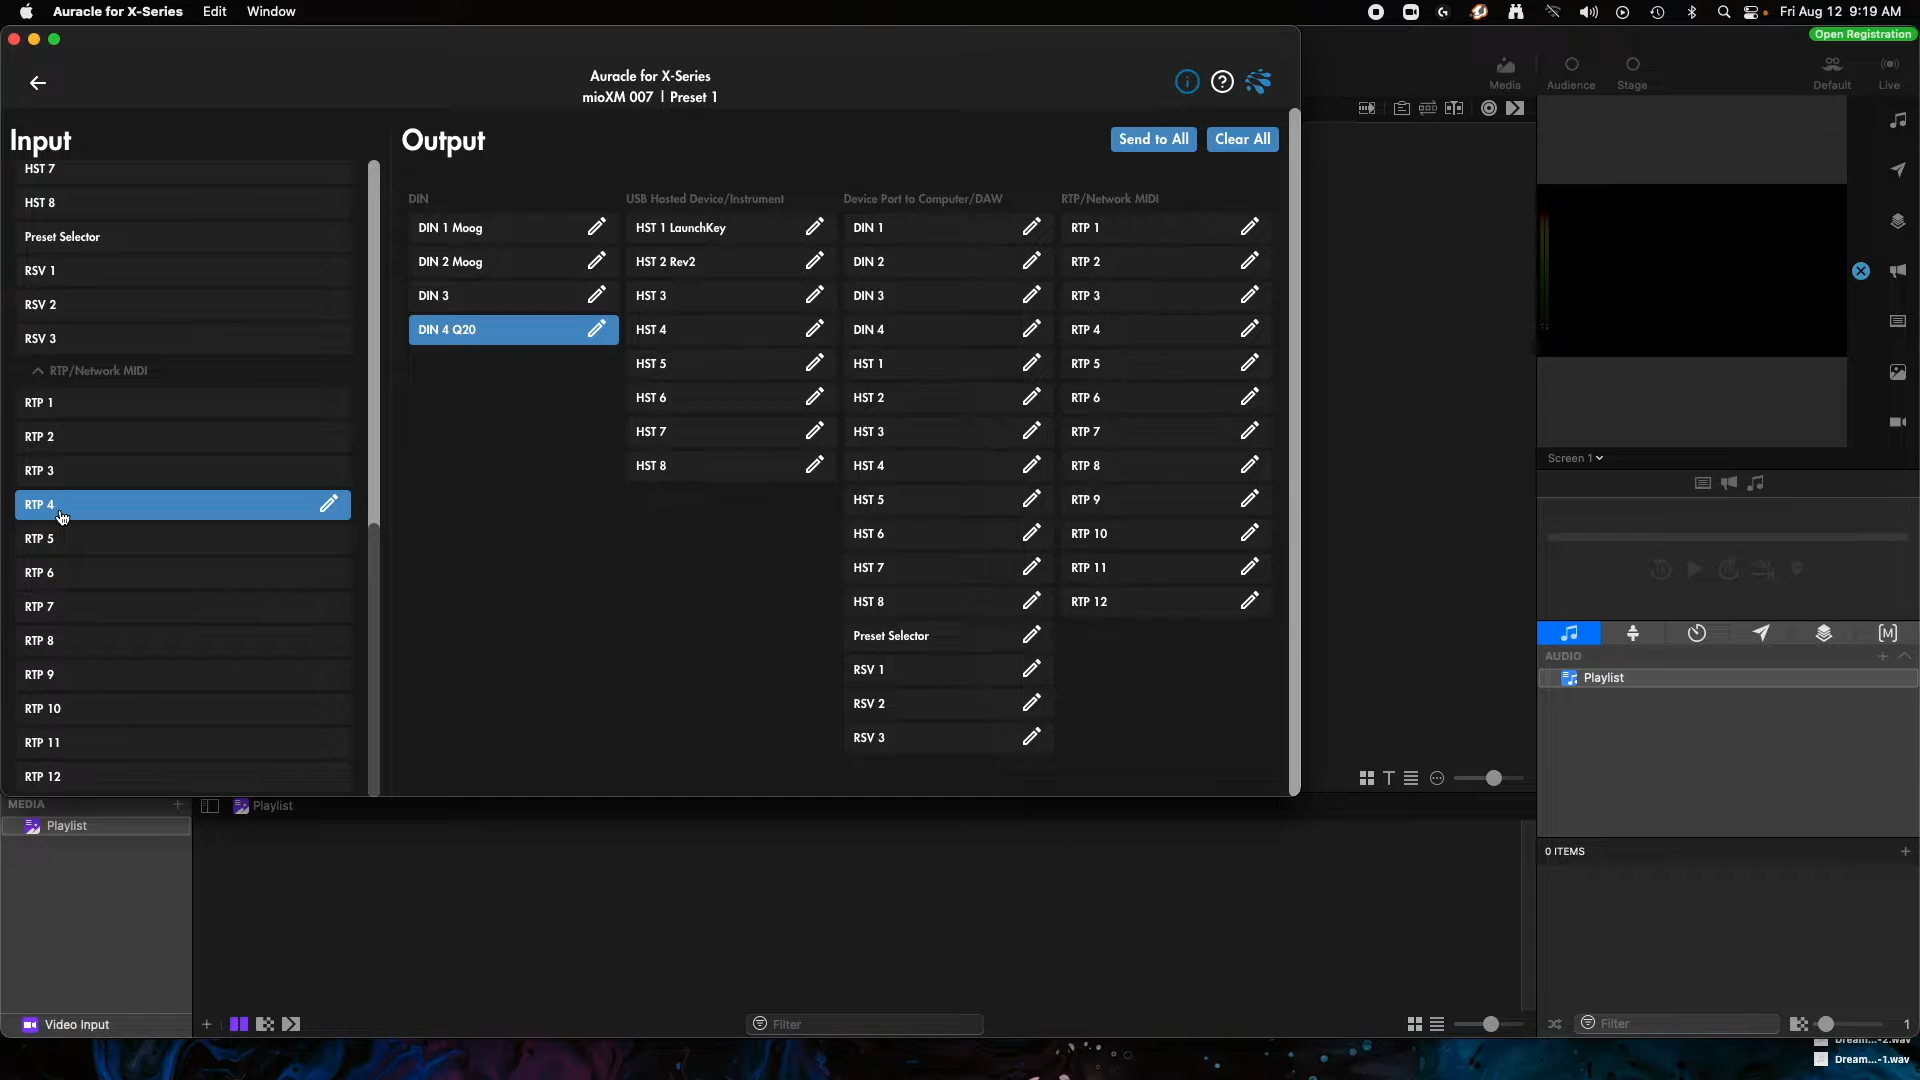 Auracle for X-Series Edit Window
Fri Aug 12 9:19 AM
Open Registration
Auracle for X-Series
mioXM 007 | Preset 1
Media
Audience
Stage
Default
Live
Input
HST 7
HST 8
Preset Selector
RSV 1
RSV 2
RSV 3
RTP/Network MIDI
RTP 1
RTP 2
RTP 3
RTP 4
RTP 5
RTP 6
RTP 7
RTP 8
RTP 9
RTP 10
RTP 11
RTP 12
Output
Send to All
Clear All
DIN
DIN 1 Moog
DIN 2 Moog
DIN 3
DIN 4 Q20
USB Hosted Device/Instrument
HST 1 LaunchKey
HST 2 Rev2
HST 3
HST 4
HST 5
HST 6
HST 7
HST 8
Device Port to Computer/DAW
DIN 1
DIN 2
DIN 3
DIN 4
HST 1
HST 2
HST 3
HST 4
HST 5
HST 6
HST 7
HST 8
Preset Selector
RSV 1
RSV 2
RSV 3
RTP/Network MIDI
RTP 1
RTP 2
RTP 3
RTP 4
RTP 5
RTP 6
RTP 7
RTP 8
RTP 9
RTP 10
RTP 11
RTP 12
Screen 1
AUDIO
Playlist
0 ITEMS
Filter
1
MEDIA
Playlist
Video Input
Playlist
Filter
Dream...-2.wav
Dream...-1.wav